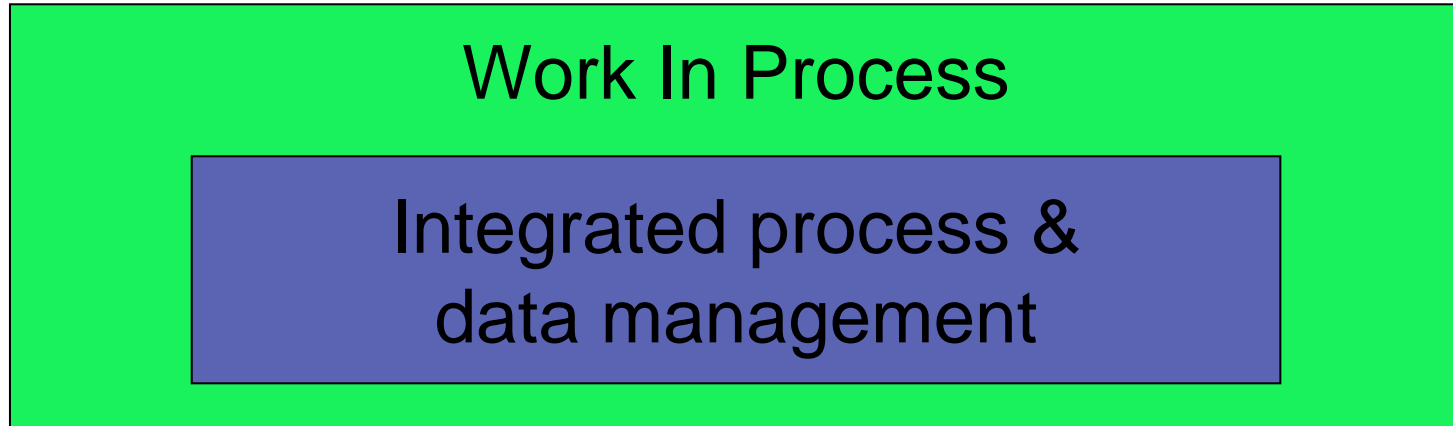 Work In Process
Integrated process &
data management